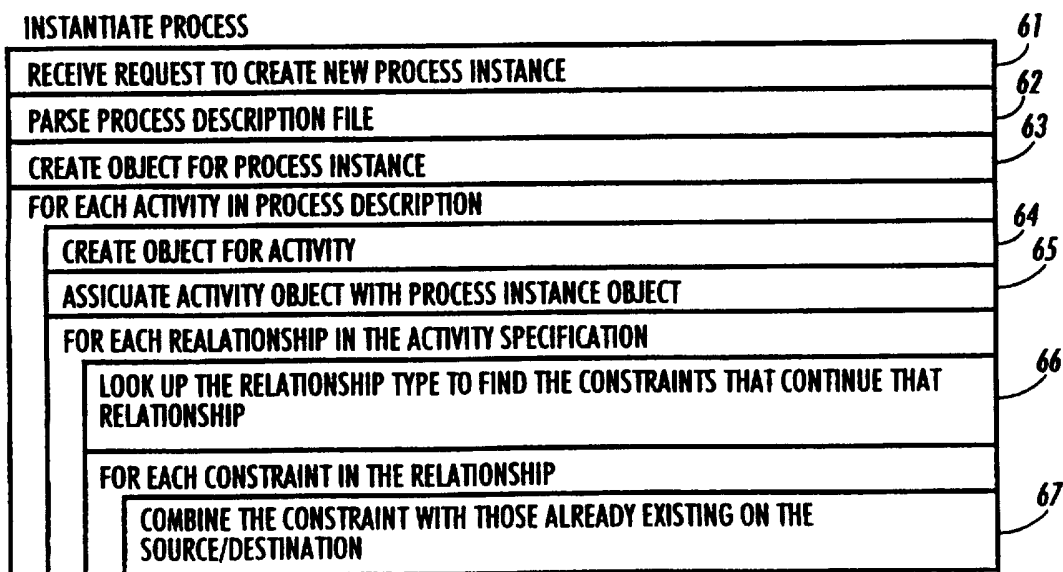 INSTANTIATE PROCESS
61
RECEIVE REQUEST TO CREATE NEW PROCESS INSTANCE
62
PARSE PROCESS DESCRIPTION FILE
63
CREATE OBJECT FOR PROCESS INSTANCE
FOR EACH ACTIVITY IN PROCESS DESCRIPTION
64
CREATE OBJECT FOR ACTIVITY
65
ASSICUATE ACTIVITY OBJECT WITH PROCESS INSTANCE OBJECT
FOR EACH REALATIONSHIP IN THE ACTIVITY SPECIFICATION
66
LOOK UP THE RELATIONSHIP TYPE TO FIND THE CONSTRAINTS THAT CONTINUE THAT
RELATIONSHIP
FOR EACH CONSTRAINT IN THE RELATIONSHIP
67
COMBINE THE CONSTRAINT WITH THOSE ALREADY EXISTING ON THE
SOURCE/DESTINATION